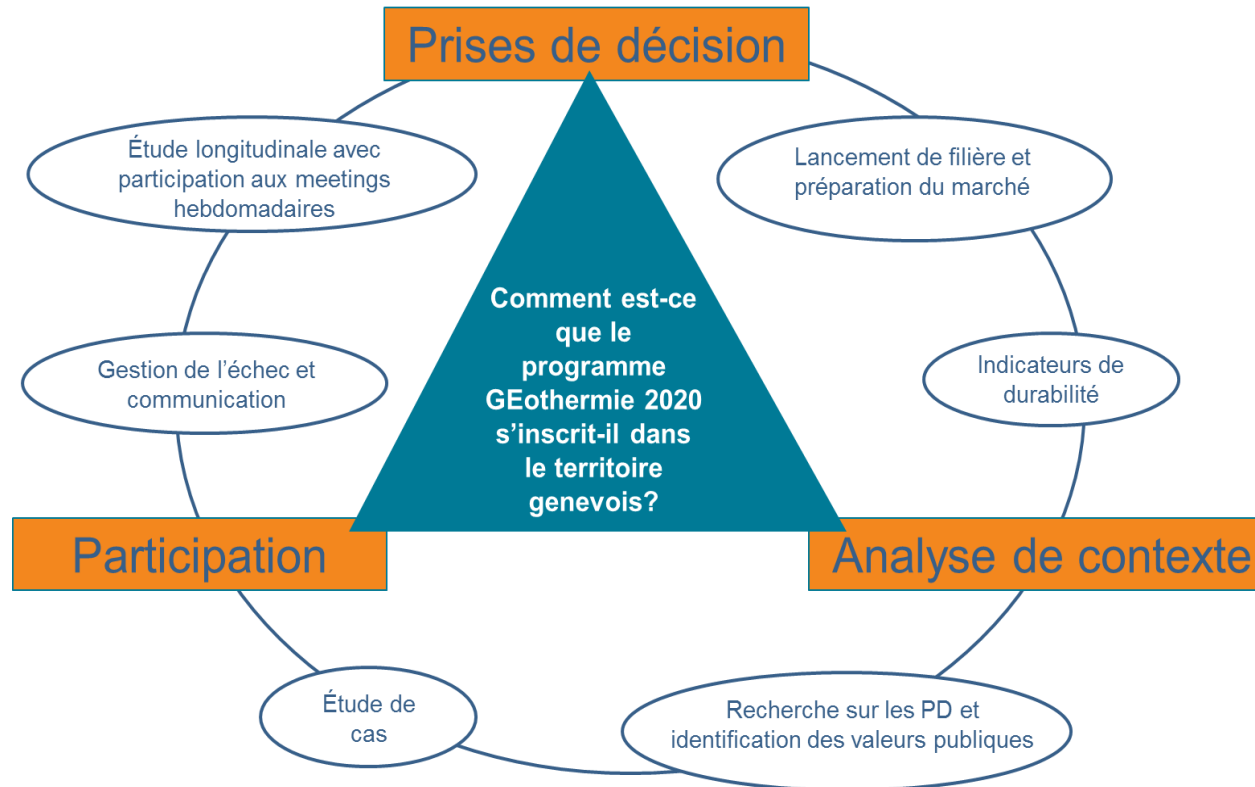 Prises de décision
Étude longitudinale avec
participation aux meetings
hebdomadaires
Lancement de filière et
préparation du marché
Comment est-ce
que le
programme
GEothermie 2020
s'inscrit-il dans
le territoire
genevois?
Gestion de l'échec et
communication
Indicateurs de
durabilité
Participation
Analyse de contexte
Étude de
cas
Recherche sur les PD et
identification des valeurs publiques